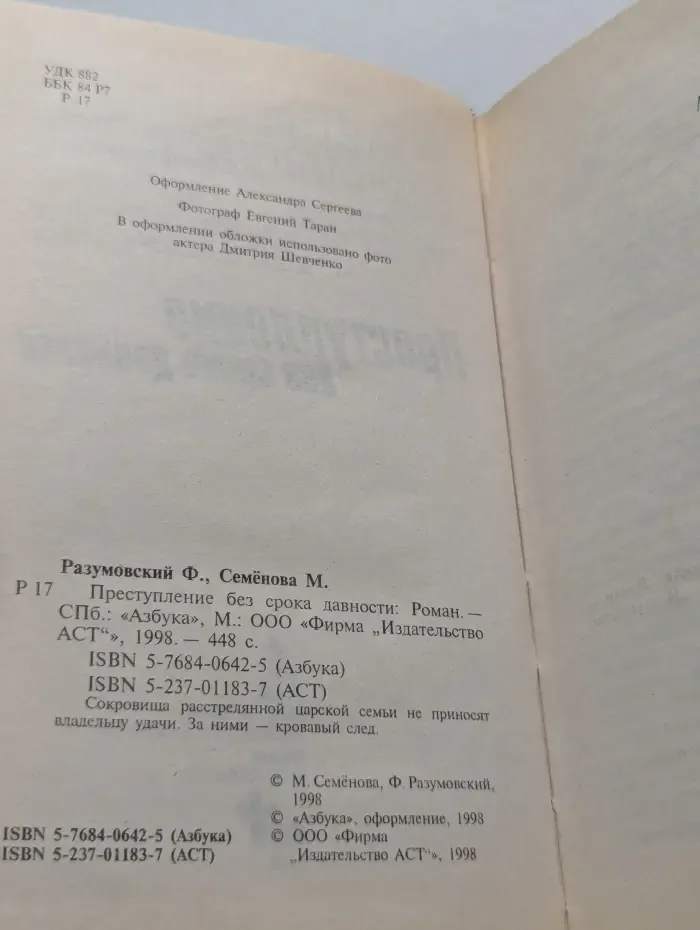 УДК 882
ББК 84 Р7
Р 17
Оформление Александра Сергеева
Фотограф Евгений Таран
В оформлении обложки использовано фото
актера Дмитрия Шевченко
Разумовский Ф., Семёнова М.
Р 17 Преступление без срока давности: Роман.—
СПб.: «Азбука», М.: ООО «Фирма „Издательство
АСТ“», 1998.— 448 с.
ISBN 5-7684-0642-5 (Азбука)
ISBN 5-237-01183-7 (АСТ)
Сокровища расстрелянной царской семьи не приносят
владельцу удачи. За ними — кровавый след.
© М. Семёнова, Ф. Разумовский,
1998
© «Азбука», оформление, 1998
© ООО «Фирма
„Издательство АСТ“», 1998
ISBN 5-7684-0642-5 (Азбука)
ISBN 5-237-01183-7 (АСТ)